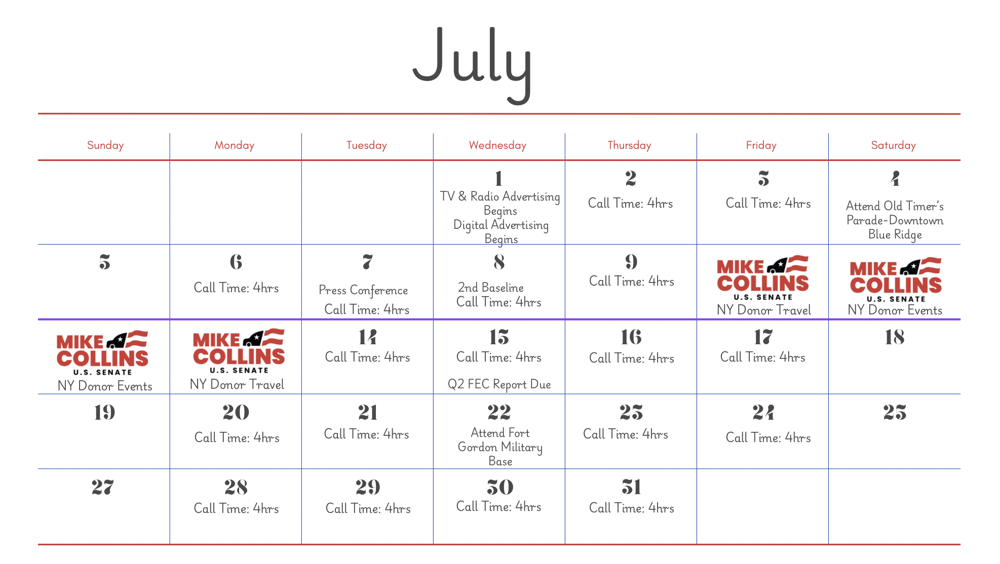 July
Sunday
Monday
Tuesday
Wednesday
Thursday
Friday
Saturday
1
TV & Radio Advertising
Begins
Digital Advertising
Begins
2
Call Time: 4hrs
3
Call Time: 4hrs
4
Attend Old Timer's
Parade-Downtown
Blue Ridge
5
6
Call Time: 4hrs
7
Press Conference
Call Time: 4hrs
8
2nd Baseline
Call Time: 4hrs
9
Call Time: 4hrs
MIKE
COLLINS
U.S. SENATE
NY Donor Travel
MIKE
COLLINS
U.S. SENATE
NY Donor Events
MIKE
COLLINS
U.S. SENATE
NY Donor Events
MIKE
COLLINS
U.S. SENATE
NY Donor Travel
14
Call Time: 4hrs
15
Call Time: 4hrs
Q2 FEC Report Due
16
Call Time: 4hrs
17
Call Time: 4hrs
18
19
20
Call Time: 4hrs
21
Call Time: 4hrs
22
Attend Fort
Gordon Military
Base
23
Call Time: 4hrs
24
Call Time: 4hrs
25
27
28
Call Time: 4hrs
29
Call Time: 4hrs
30
Call Time: 4hrs
31
Call Time: 4hrs